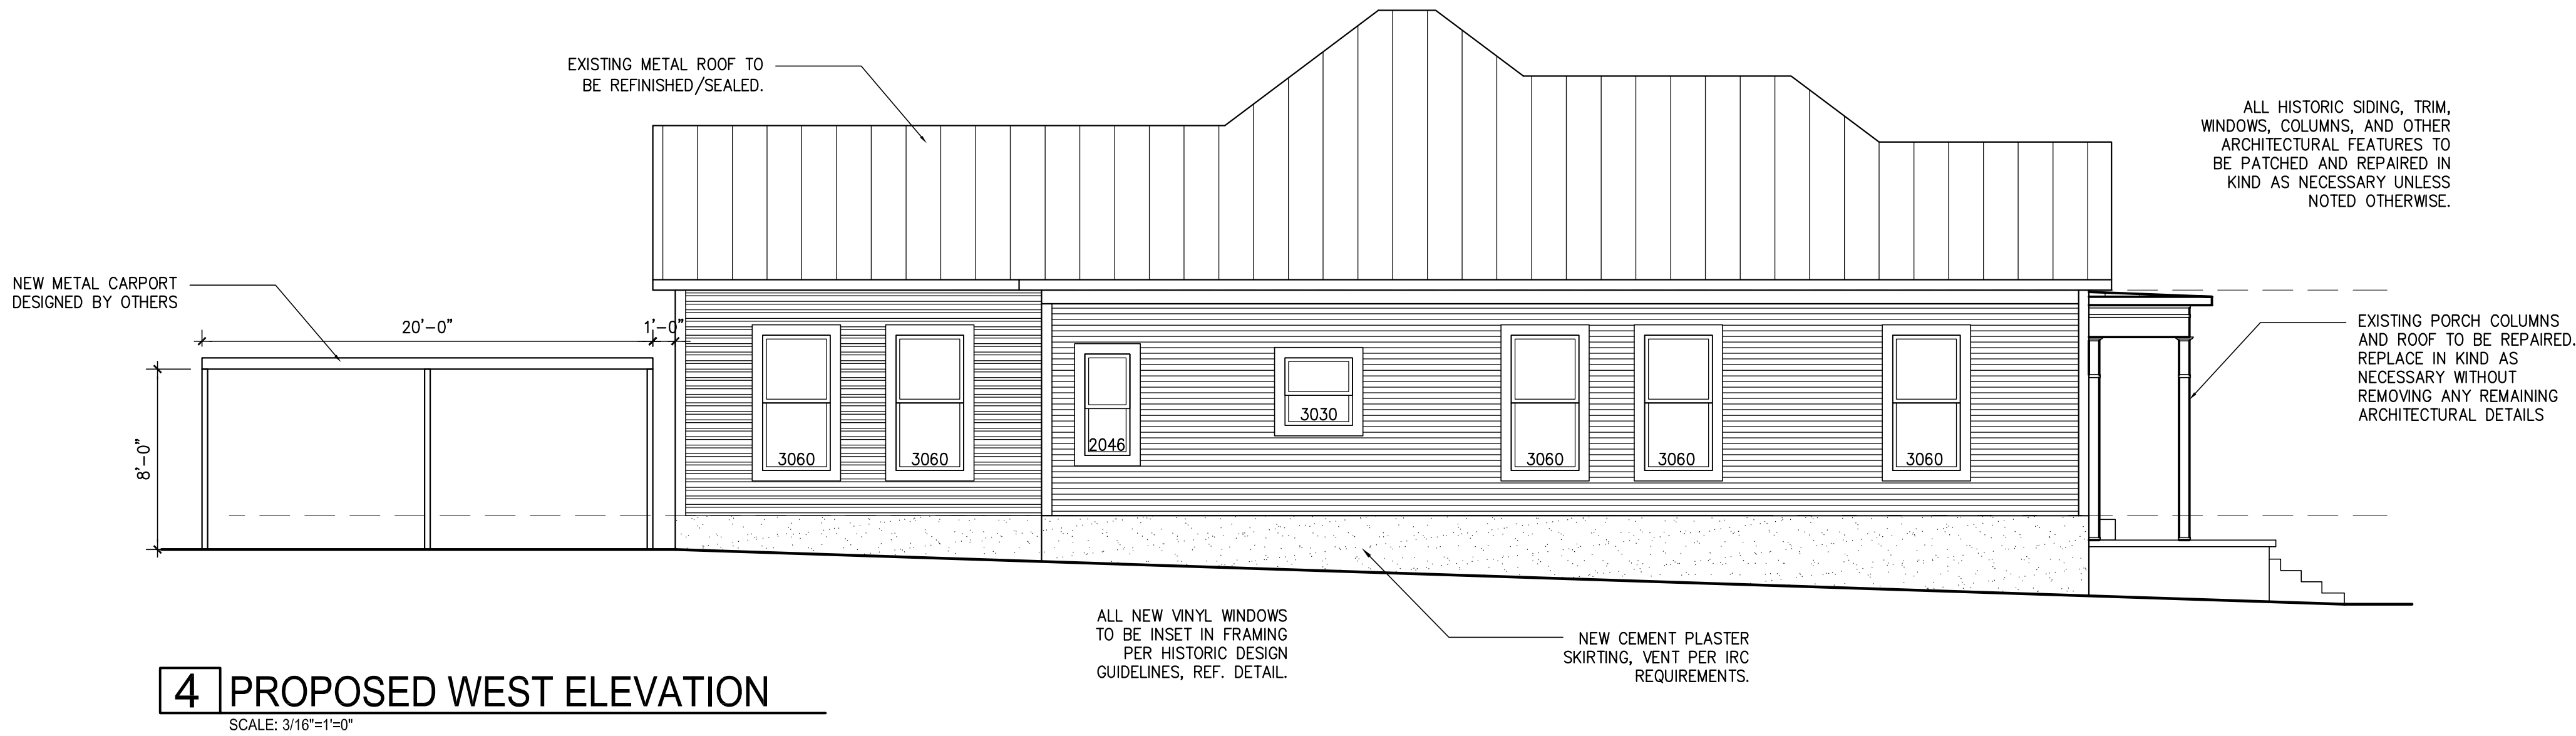 EXISTING METAL ROOF TO
BE REFINISHED/SEALED.
ALL HISTORIC SIDING, TRIM,
WINDOWS, COLUMNS, AND OTHER
ARCHITECTURAL FEATURES TO
BE PATCHED AND REPAIRED IN
KIND AS NECESSARY UNLESS
NOTED OTHERWISE.
NEW METAL CARPORT
DESIGNED BY OTHERS
20'-0"
1'-0"
8'-0"
EXISTING PORCH COLUMNS
AND ROOF TO BE REPAIRED.
REPLACE IN KIND AS
NECESSARY WITHOUT
REMOVING ANY REMAINING
ARCHITECTURAL DETAILS
3060
3060
2046
3030
3060
3060
3060
ALL NEW VINYL WINDOWS
TO BE INSET IN FRAMING
PER HISTORIC DESIGN
GUIDELINES, REF. DETAIL.
NEW CEMENT PLASTER
SKIRTING, VENT PER IRC
REQUIREMENTS.
4 PROPOSED WEST ELEVATION
SCALE: 3/16"=1'=0"